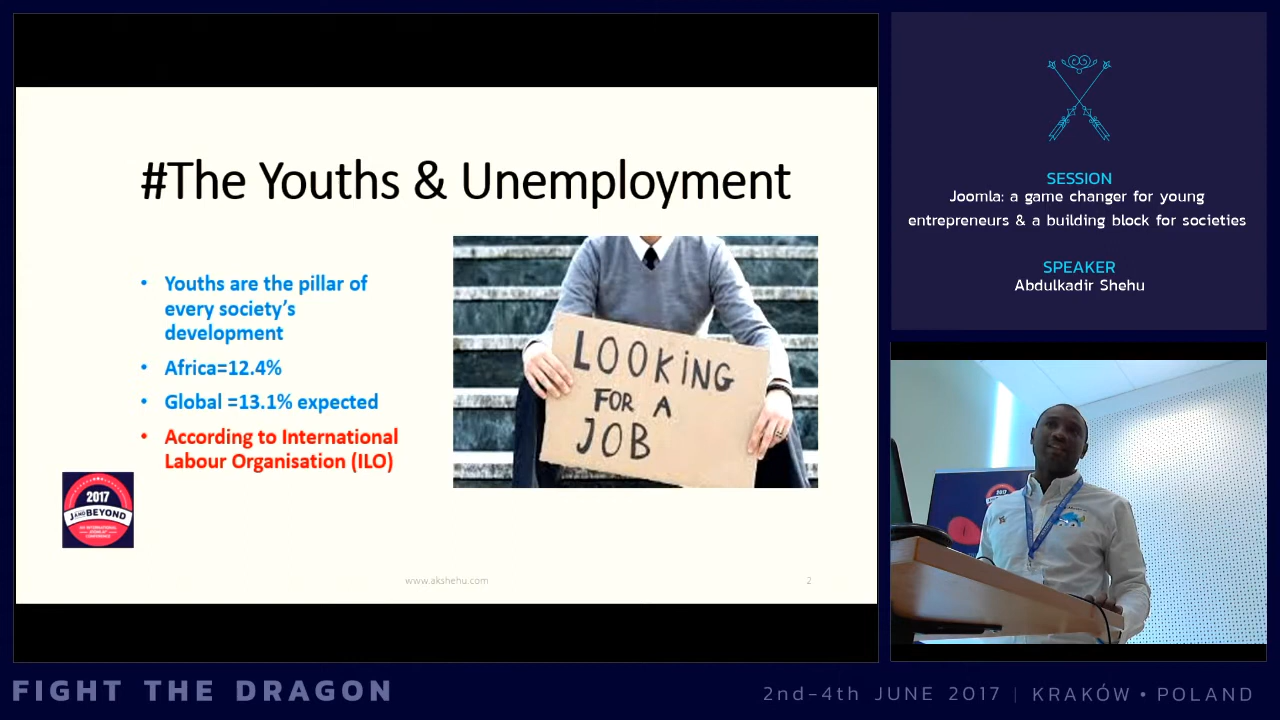 #The Youths & Unemployment
• Youths are the pillar of
every society's
development
• Africa=12.4%
• Global =13.1% expected
• According to International
Labour Organisation (ILO)
LOOKING
FOR A
JOB
2017
J AND BEYOND
www.akshehu.com
2
SESSION
Joomla: a game changer for young
entrepreneurs & a building block for societies
SPEAKER
Abdulkadir Shehu
2017
FIGHT THE DRAGON
2nd-4th JUNE 2017 | KRAKÓW • POLAND